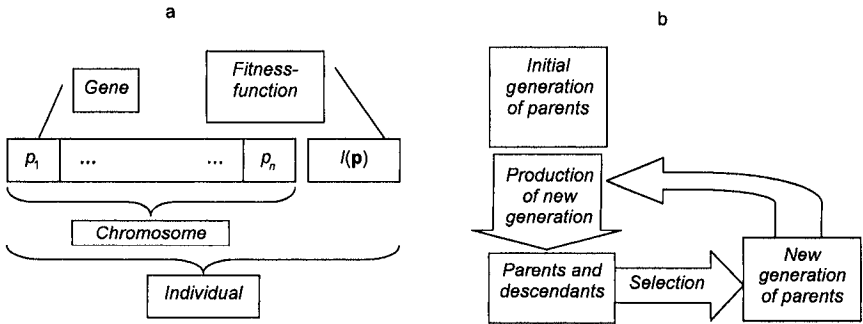 a
Gene
Fitness-
function
p1 ... ... pn I(p)
Chromosome
Individual
b
Initial
generation
of parents
Production
of new
generation
Parents and
descendants
Selection
New
generation
of parents